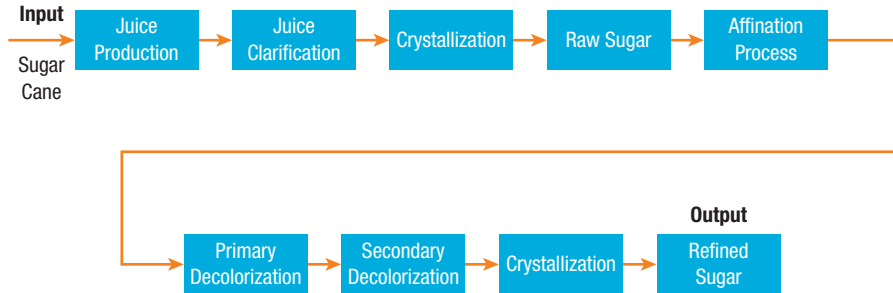 Input
Sugar
Cane
Juice
Production
Juice
Clarification
Crystallization
Raw Sugar
Affination
Process
Primary
Decolorization
Secondary
Decolorization
Crystallization
Output
Refined
Sugar